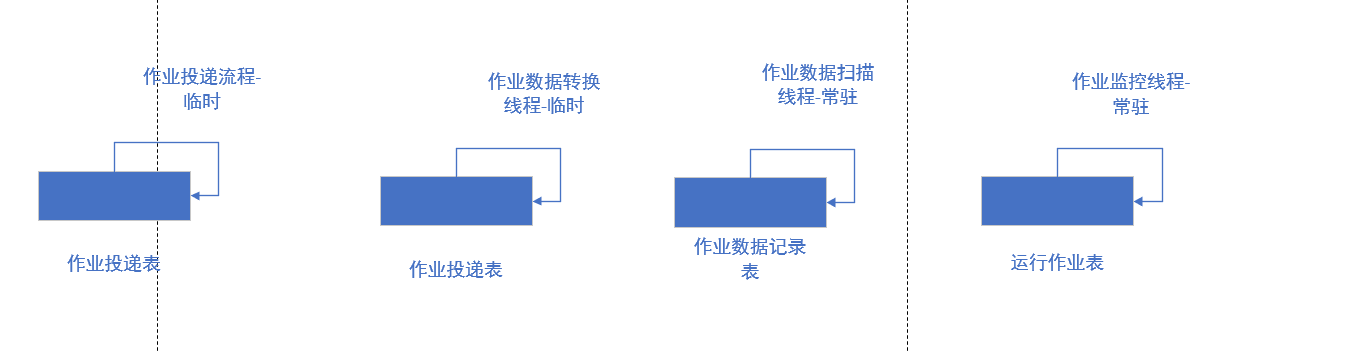 作业投递流程-
临时
作业数据转换
线程-临时
作业数据扫描
线程-常驻
作业监控线程-
常驻
作业投递表
作业投递表
作业数据记录
表
运行作业表